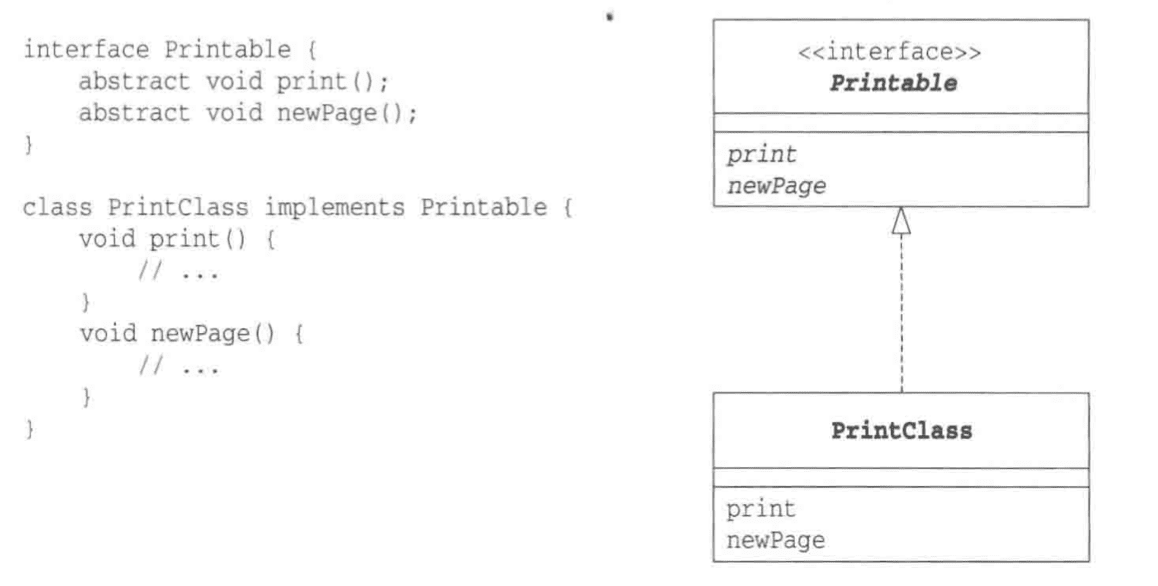 interface Printable {
    abstract void print();
    abstract void newPage();
}

class PrintClass implements Printable {
    void print() {
        // ...
    }
    void newPage() {
        // ...
    }
}

<<interface>>
Printable
print
newPage

PrintClass
print
newPage